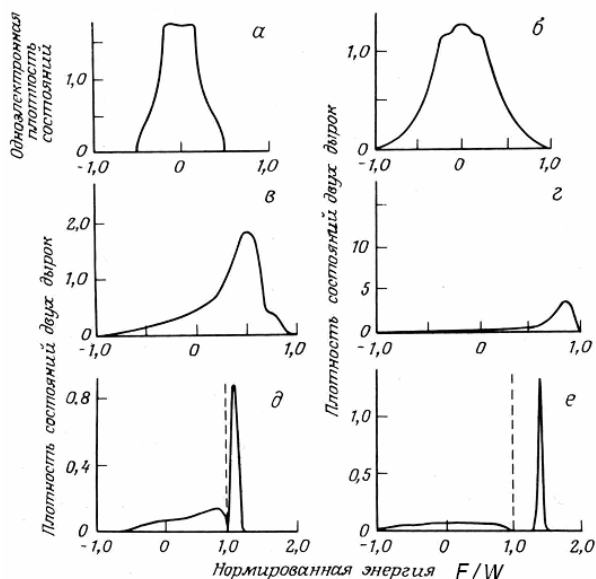 Одноэлектронная
плотность
состояний
а
1,0
0
-1,0 0 1,0
б
1,0
0
-1,0 0 1,0
Плотность состояний двух дырок
в
2,0
1,0
0
-1,0 0 1,0
Плотность состояний двух дырок
г
15
10
5
0
-1,0 0 1,0
д
0,8
0,4
0
-1,0 0 1,0 2,0
е
1,0
0,5
0
-1,0 0 1,0 2,0
Нормированная энергия F/W